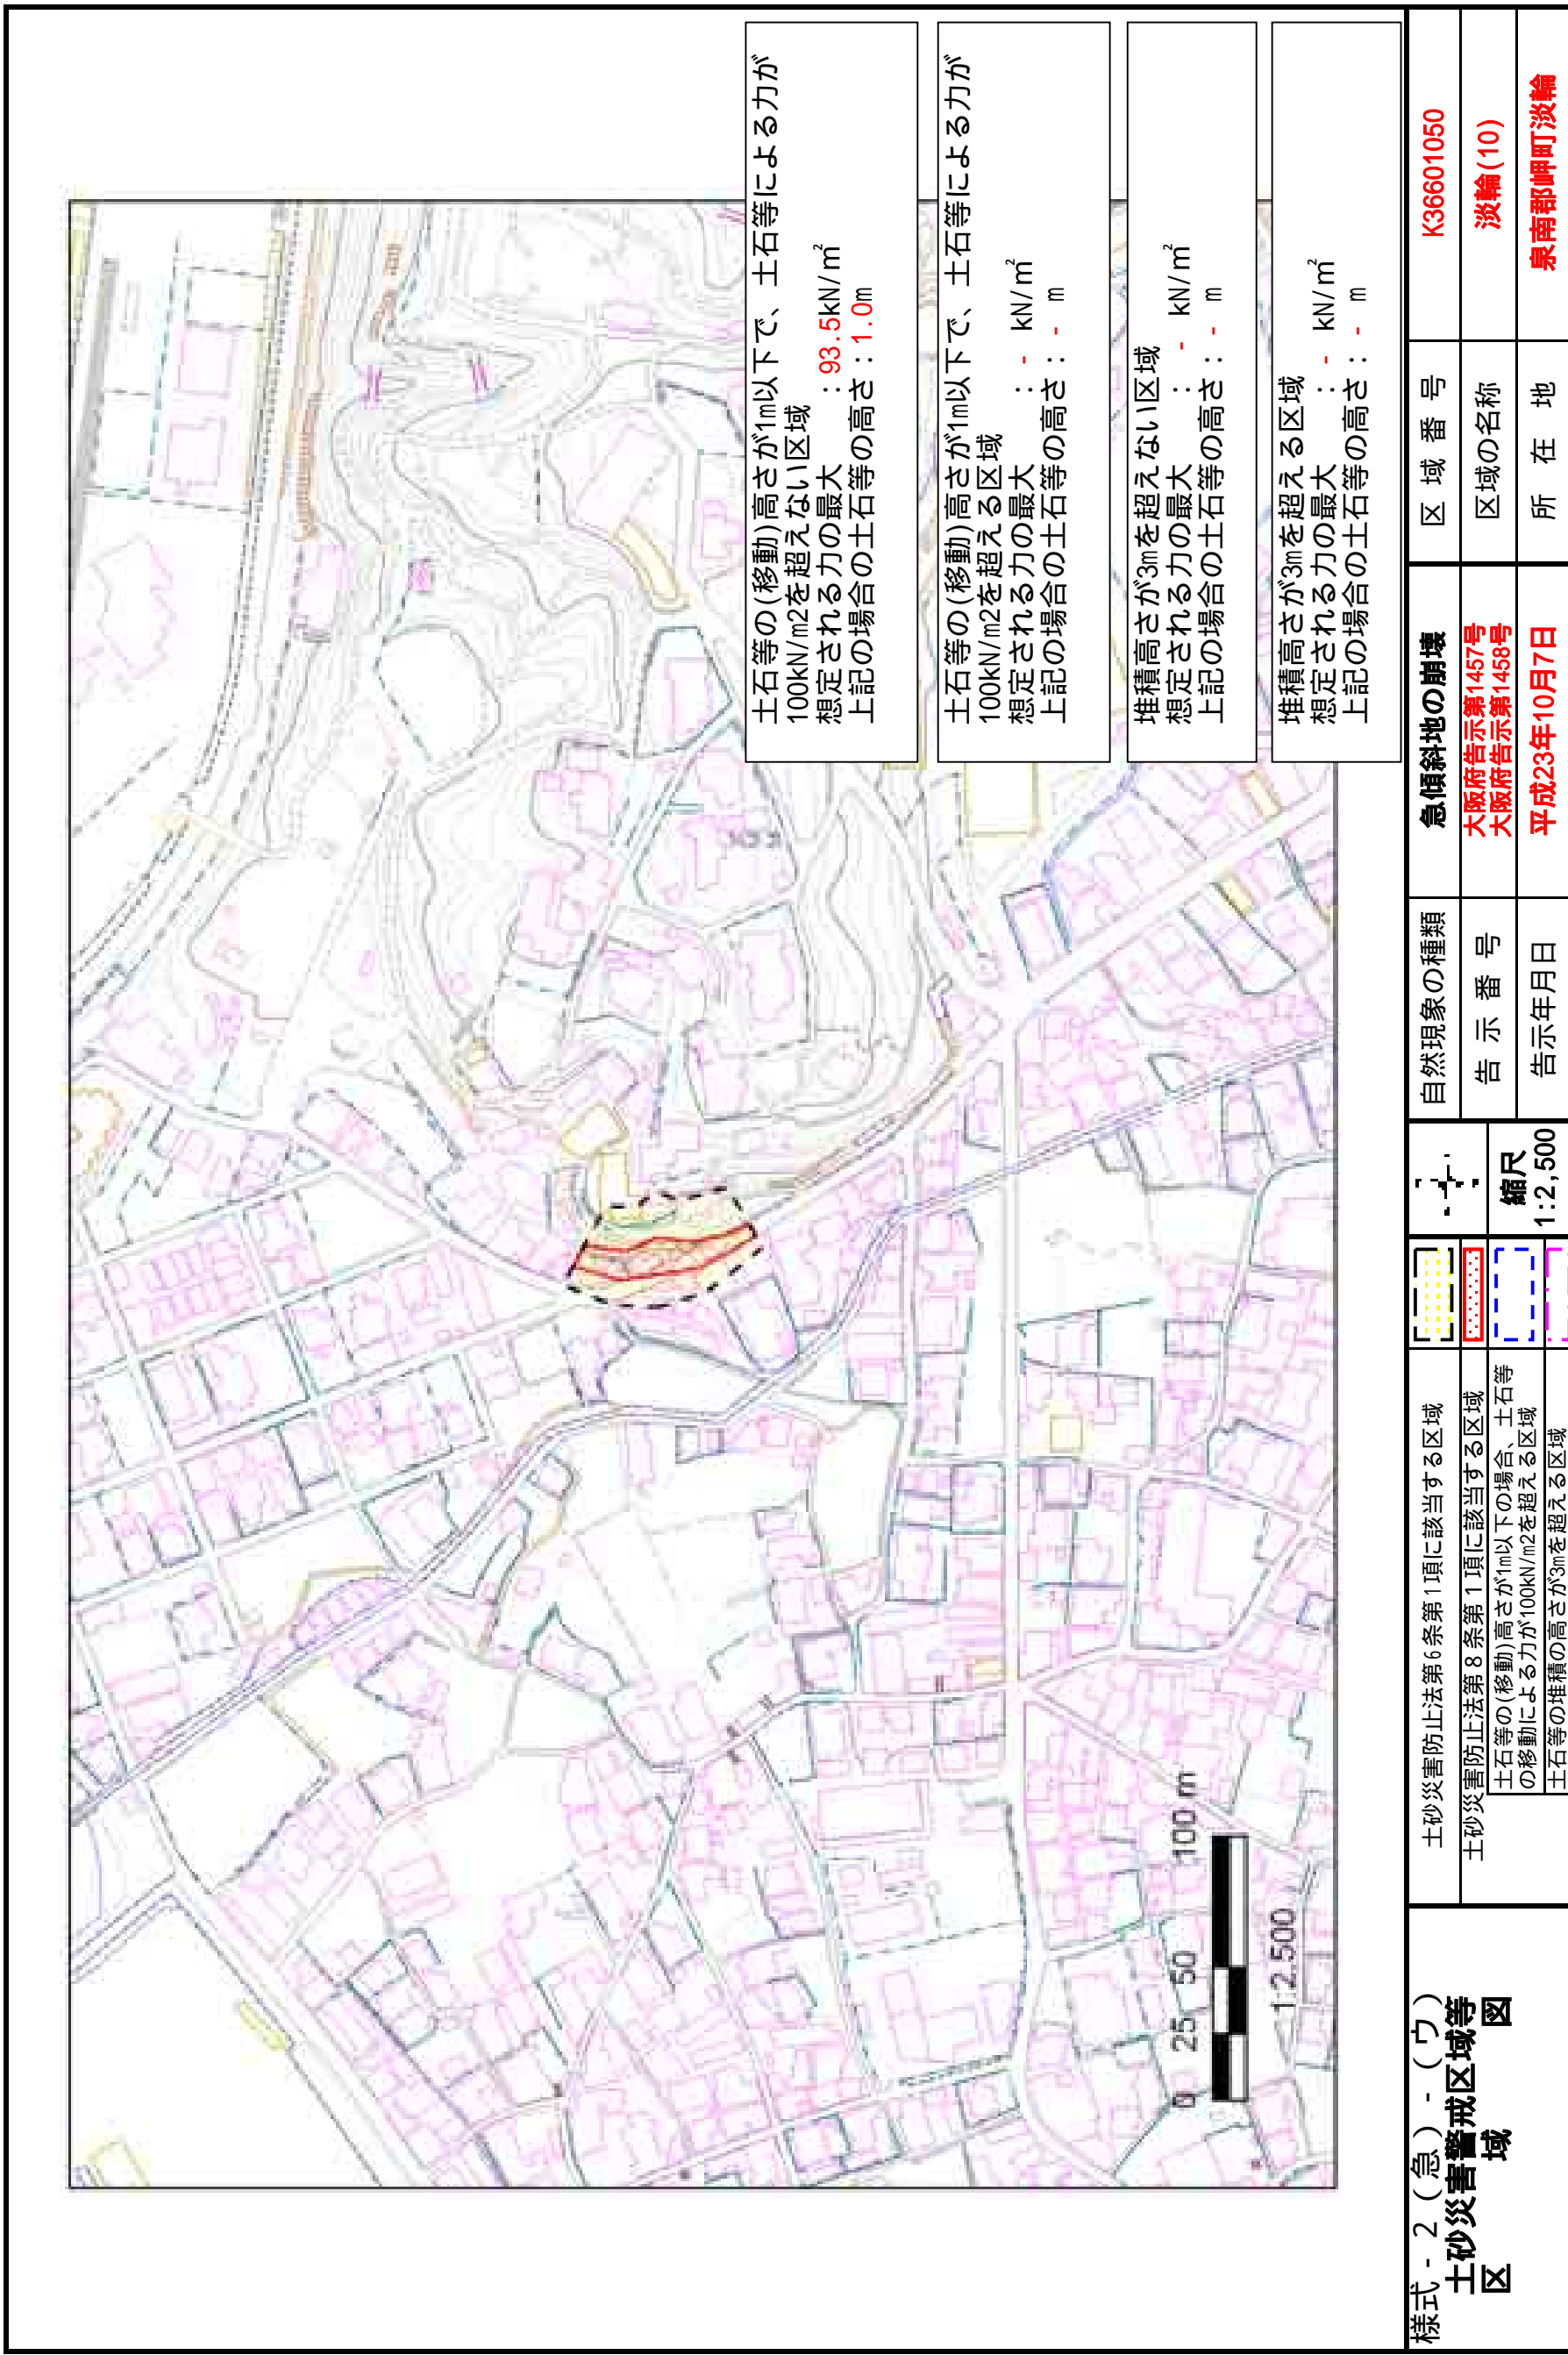 土石等の(移動)高さが1m以下で、土石等による力が
100kN/m2を超えない区域
想定される力の最大 : 93.5kN/㎡
上記の場合の土石等の高さ : 1.0m
土石等の(移動)高さが1m以下で、土石等による力が
100kN/m2を超える区域
想定される力の最大 : - kN/㎡
上記の場合の土石等の高さ : - m
堆積高さが3mを超えない区域
想定される力の最大 : - kN/㎡
上記の場合の土石等の高さ : - m
堆積高さが3mを超える区域
想定される力の最大 : - kN/㎡
上記の場合の土石等の高さ : - m
0 25 50 100 m
1:2,500
様式-2(急)-(ウ)
土砂災害警戒区域等
区域図
土砂災害防止法第6条第1項に該当する区域
土砂災害防止法第8条第1項に該当する区域
土石等の(移動)高さが1m以下の場合、土石等
の移動による力が100kN/m2を超える区域
土石等の堆積の高さが3mを超える区域
縮尺
1:2,500
自然現象の種類 急傾斜地の崩壊
告示番号 大阪府告示第1457号
大阪府告示第1458号
告示年月日 平成23年10月7日
区域番号 K36601050
区域の名称 淡輪(10)
所在地 泉南郡岬町淡輪